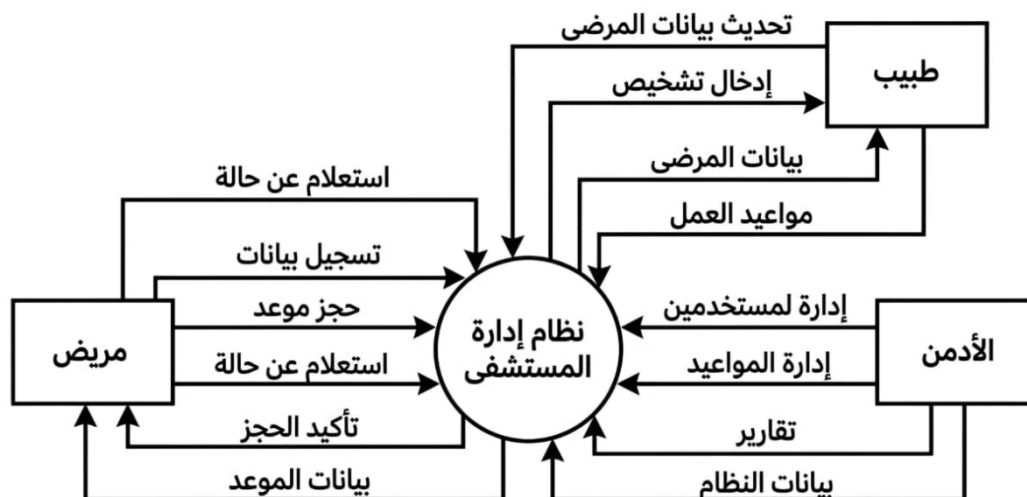 تحديث بيانات المرضى
طبيب
إدخال تشخيص
بيانات المرضى
استعلام عن حالة
مواعيد العمل
تسجيل بيانات
حجز موعد
إدارة لمستخدمين
نظام إدارة
المستشفى
مريض
الأدمن
استعلام عن حالة
إدارة المواعيد
تأكيد الحجز
تقارير
بيانات الموعد
بيانات النظام